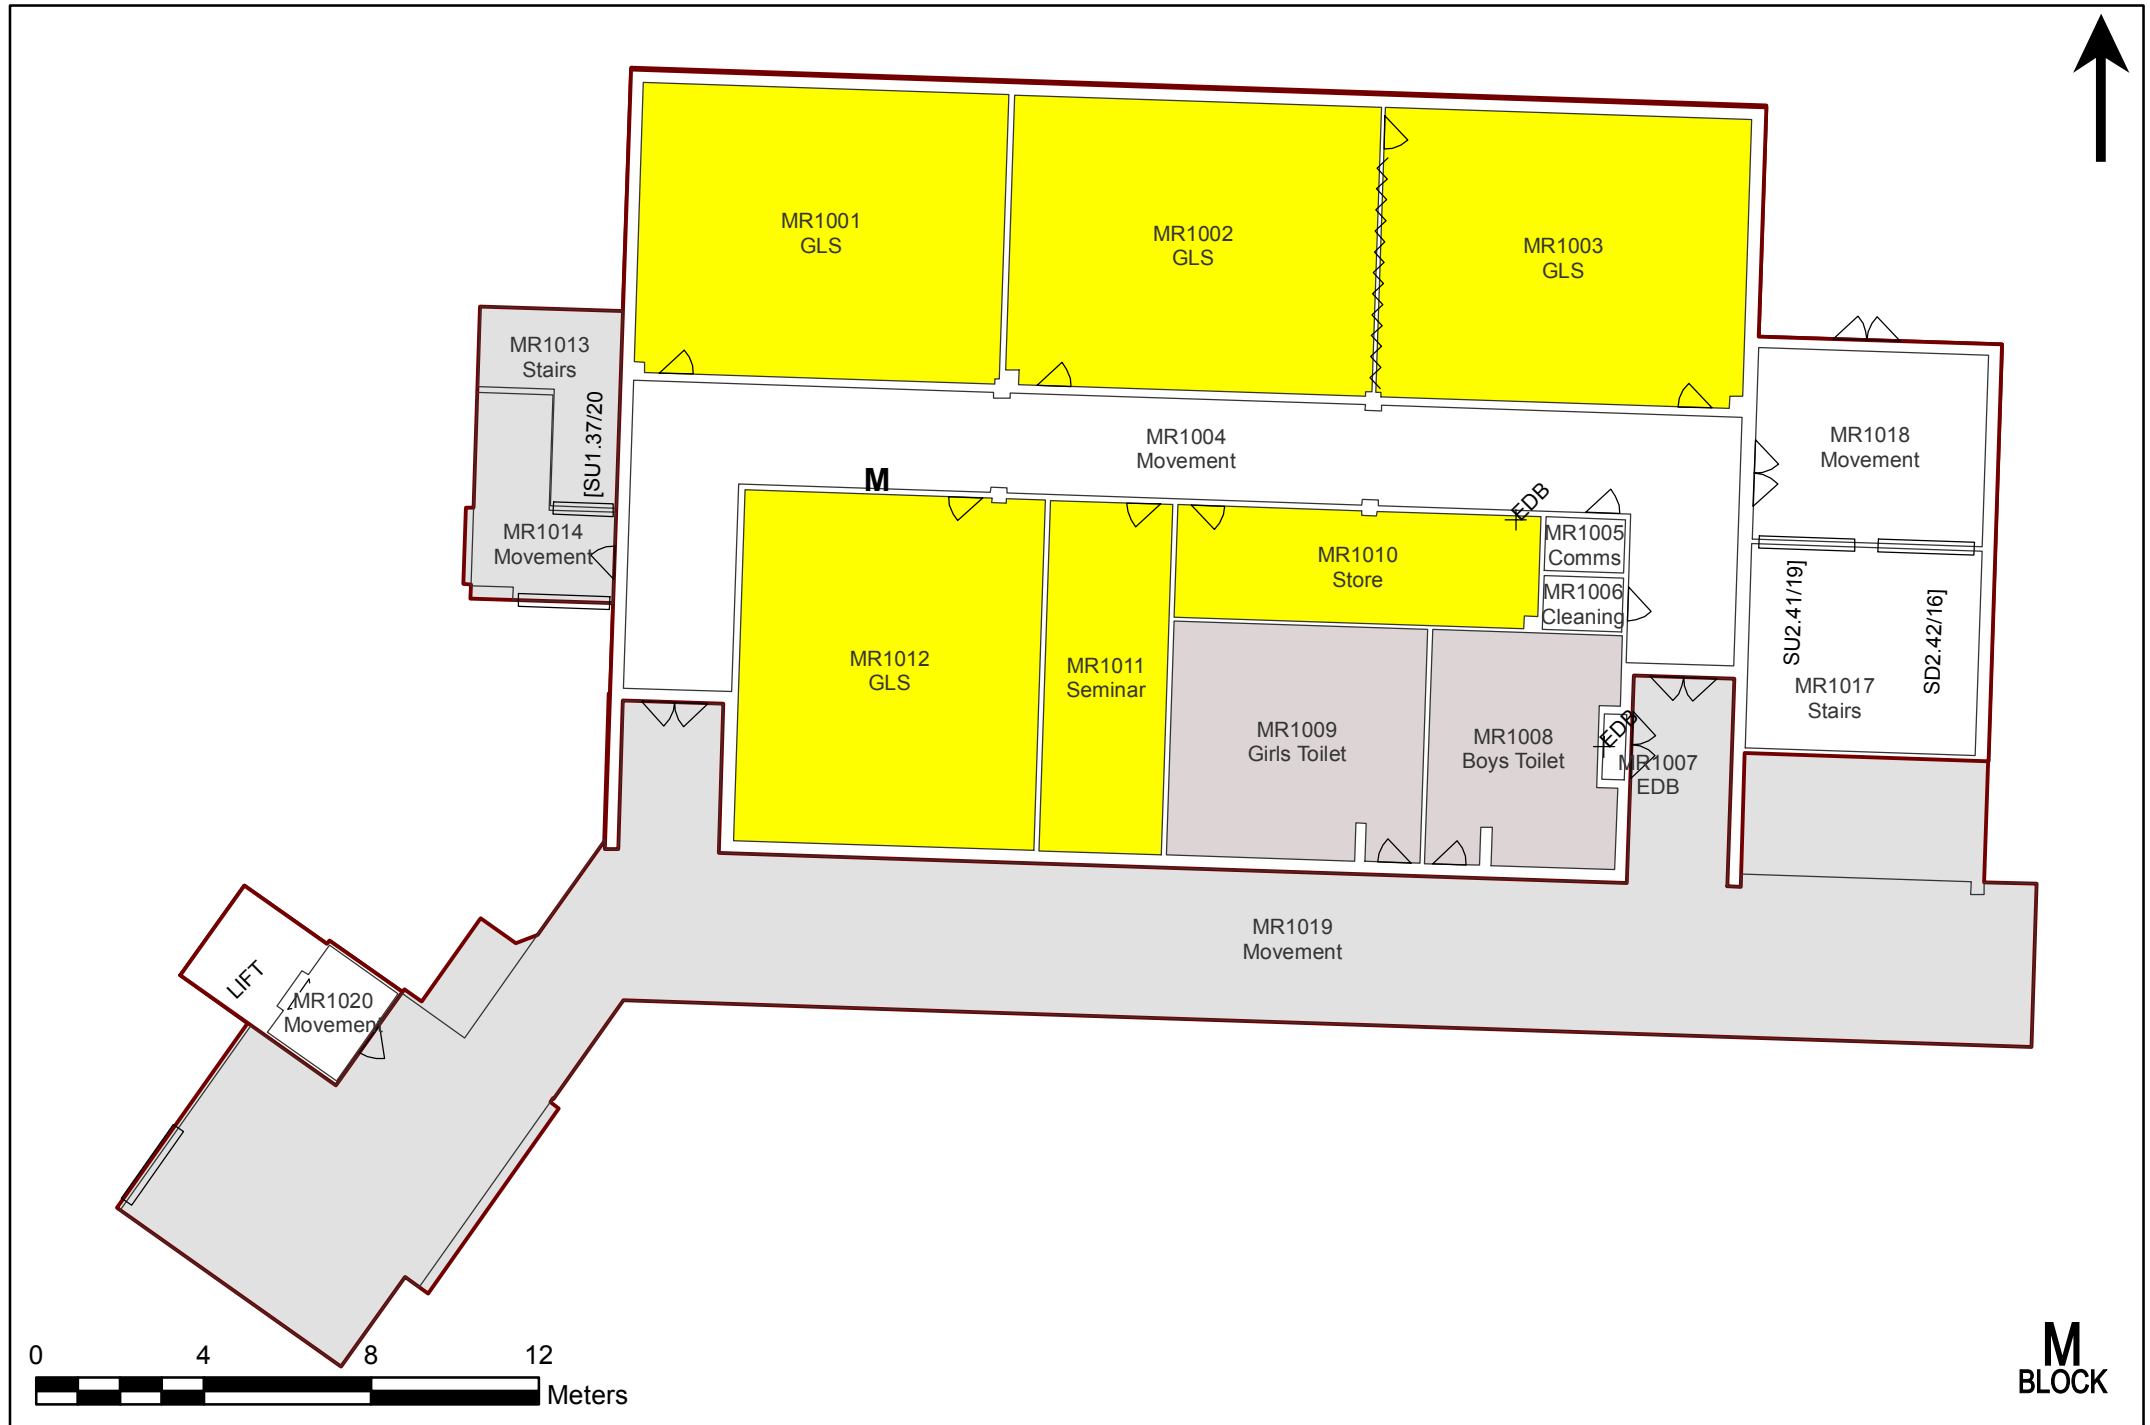 MR1001
GLS
MR1002
GLS
MR1003
GLS
MR1013
Stairs
[SU1.37/20
MR1014
Movement
MR1004
Movement
M
EDB
MR1018
Movement
MR1005
Comms
MR1006
Cleaning
MR1010
Store
MR1012
GLS
MR1011
Seminar
MR1009
Girls Toilet
MR1008
Boys Toilet
EDB
MR1007
EDB
SU2.41/19]
SD2.42/16]
MR1017
Stairs
MR1019
Movement
LIFT
MR1020
Movement
0 4 8 12
Meters
M
BLOCK